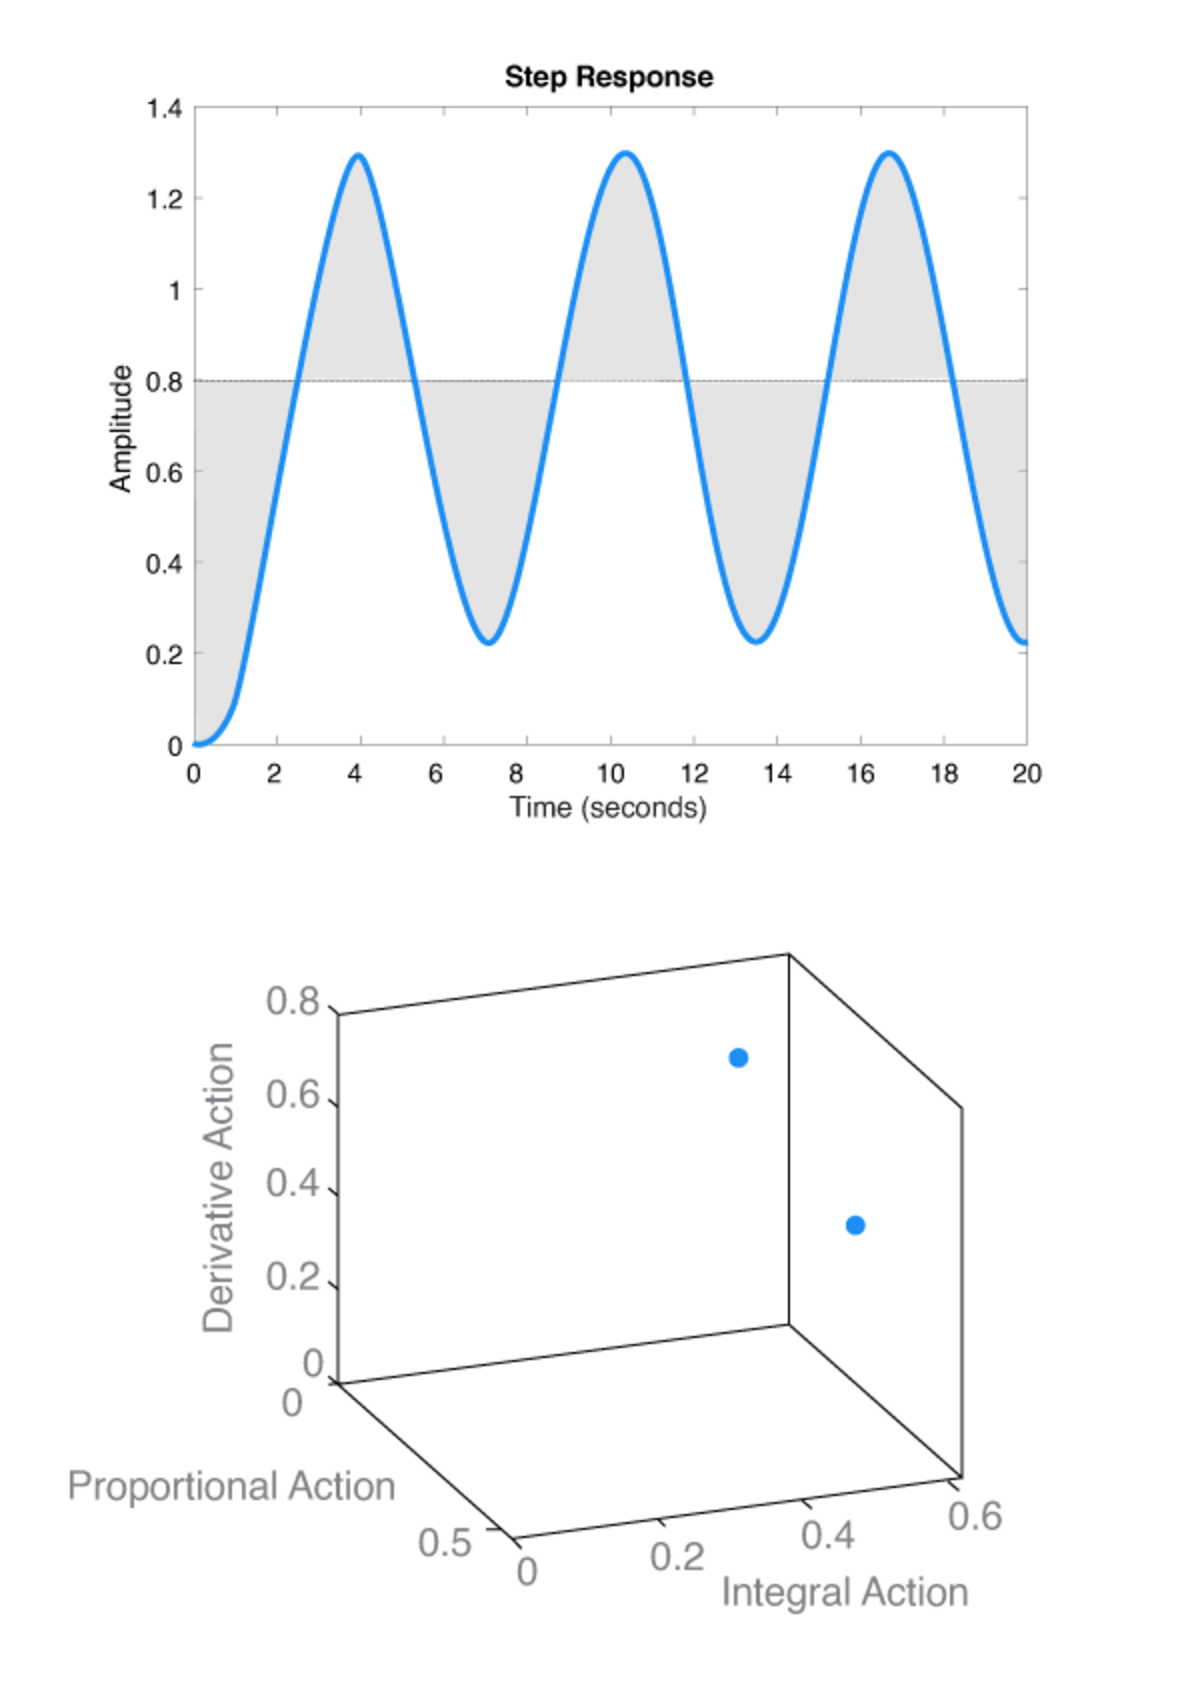 Step Response
1.4
1.2
1
0.8
0.6
0.4
0.2
0
Amplitude
0 2 4 6 8 10 12 14 16 18 20
Time (seconds)
0.8
0.6
0.4
0.2
0
Derivative Action
0
0.5
Proportional Action
0 0.2 0.4 0.6
Integral Action